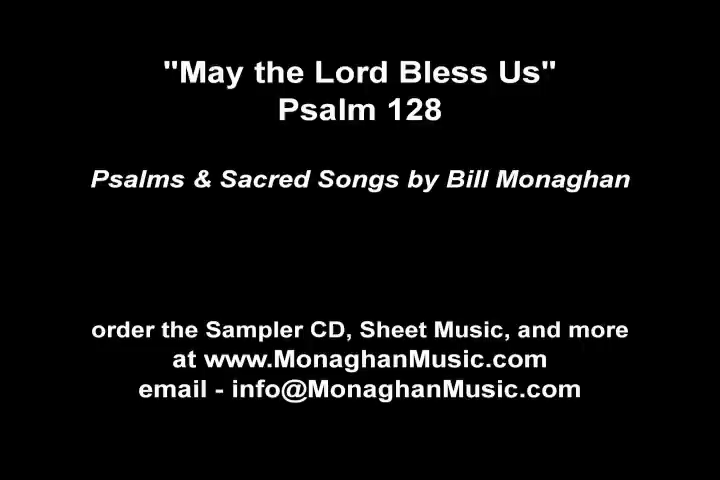 "May the Lord Bless Us"
Psalm 128
Psalms & Sacred Songs by Bill Monaghan
order the Sampler CD, Sheet Music, and more
at www.MonaghanMusic.com
email - info@MonaghanMusic.com